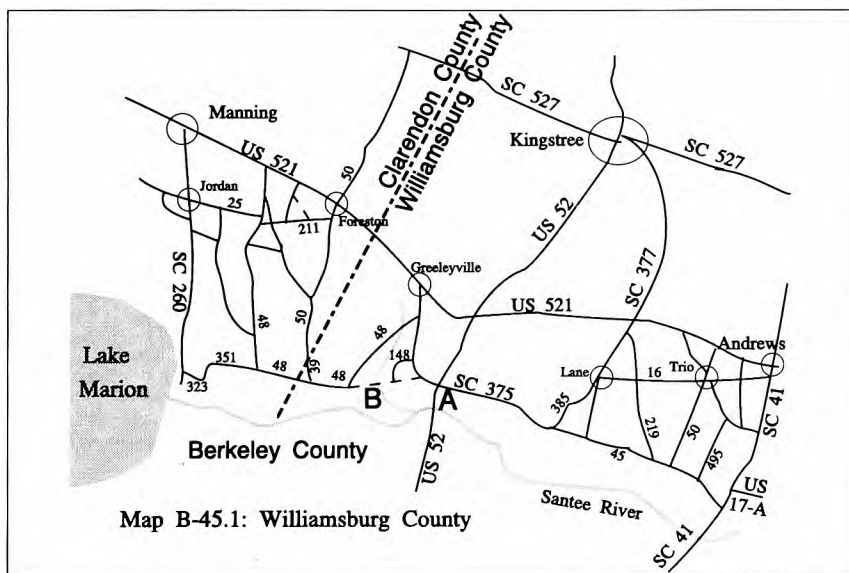 Clarendon County
Williamsburg County
SC 527
Manning
Kingstree
SC 527
US 521
50
Jordan
25
211
Foreston
US 52
SC 377
SC 260
Greeleyville
50
48
48
US 521
Andrews
Lake
Marion
351
48
39
48
148
Lane
16
Trio
323
B
A
SC 375
385
219
50
SC 41
Berkeley County
US 52
45
495
Santee River
US
17-A
Map B-45.1: Williamsburg County
SC 41